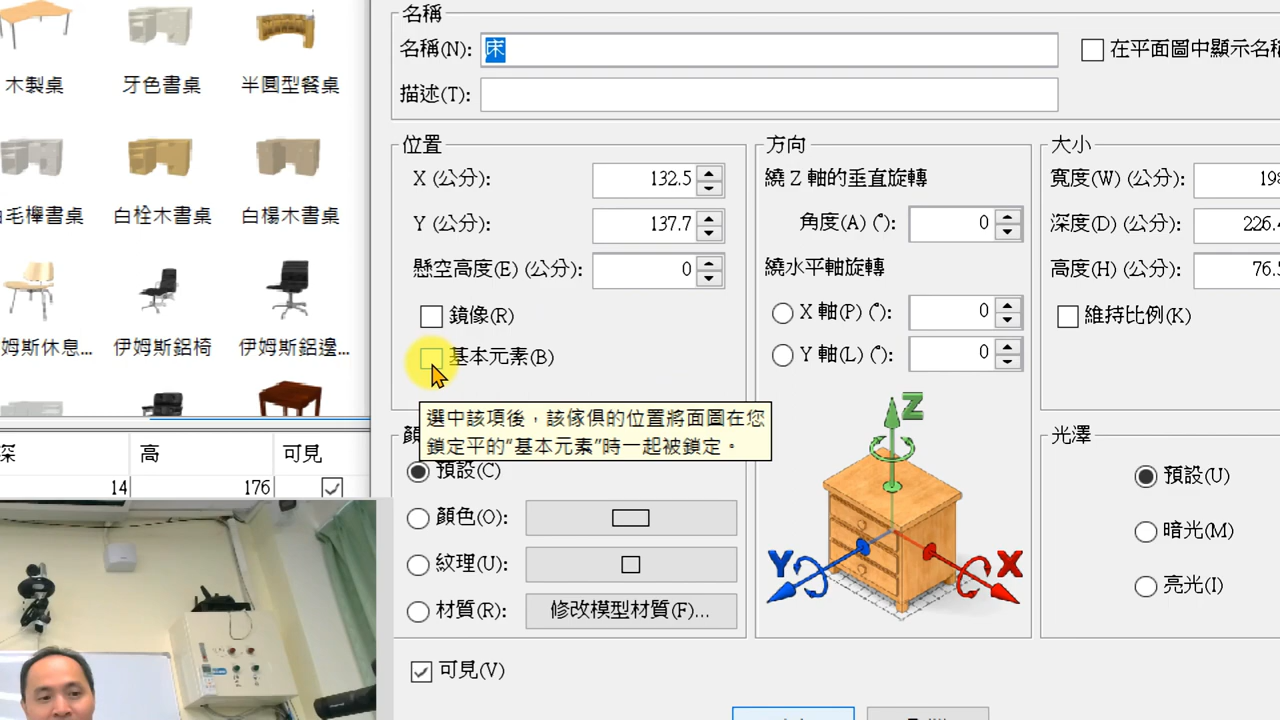 木製桌
牙色書桌
半圓型餐桌
白毛櫸書桌
白栓木書桌
白楊木書桌
姆斯休息...
伊姆斯鋁椅
伊姆斯鋁邊...
深
高
可見
14
176
名稱
名稱(N):
床
在平面圖中顯示名稱
描述(T):
位置
X (公分):
132.5
Y (公分):
137.7
懸空高度(E) (公分):
0
鏡像(R)
基本元素(B)
選中該項後，該傢俱的位置將面圖在您
鎖定平的“基本元素”時一起被鎖定。
預設(C)
顏色(O):
紋理(U):
材質(R):
修改模型材質(F)...
可見(V)
方向
繞 Z 軸的垂直旋轉
角度(A) (°):
0
繞水平軸旋轉
X 軸(P) (°):
0
Y 軸(L) (°):
0
Z
Y
X
大小
寬度(W) (公分):
深度(D) (公分):
226.4
高度(H) (公分):
76.5
維持比例(K)
光澤
預設(U)
暗光(M)
亮光(I)